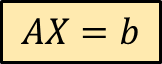 AX = b